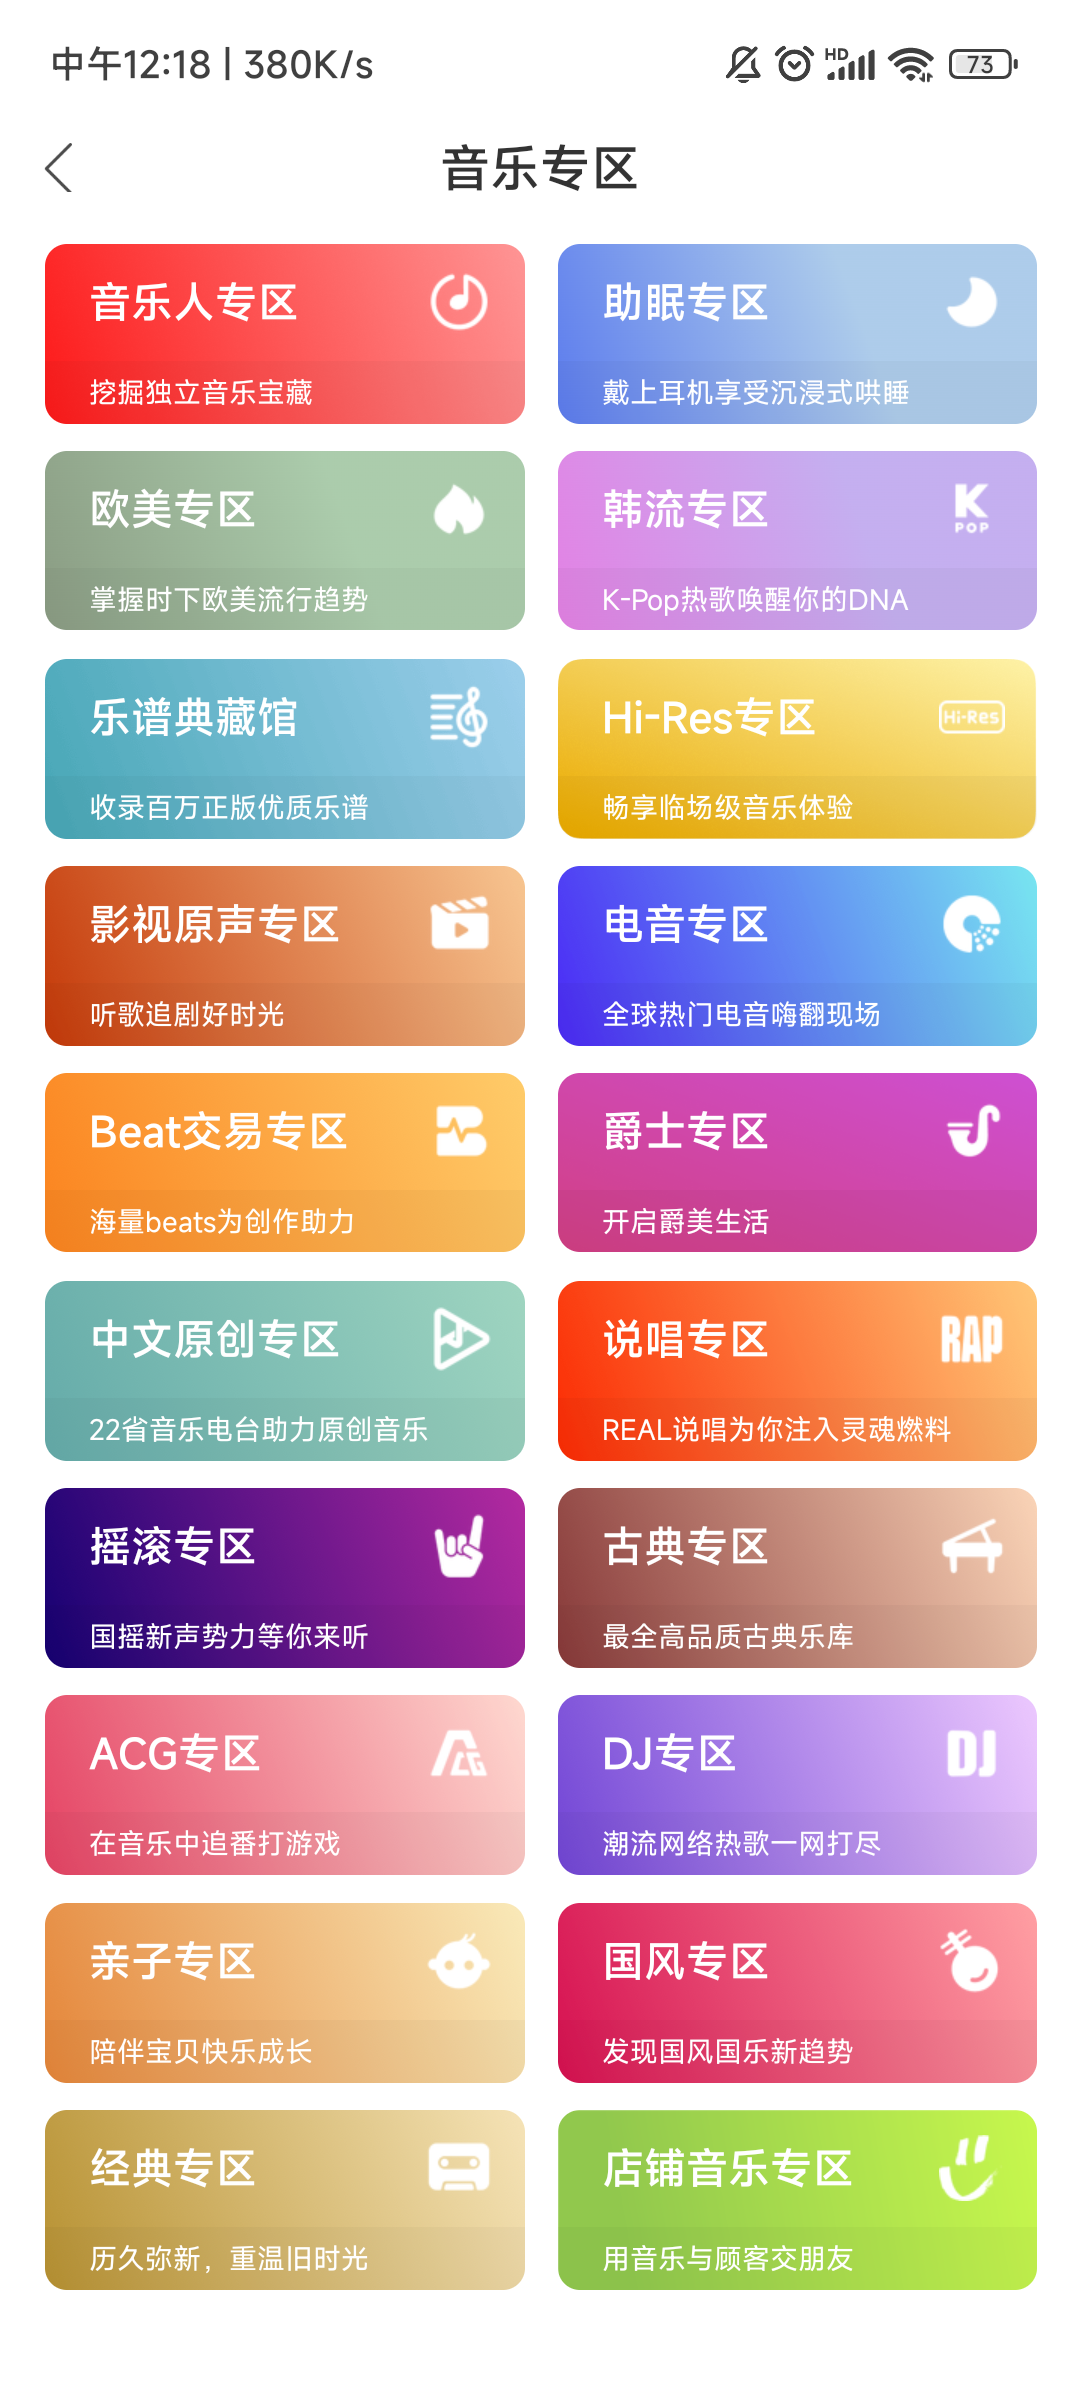 中午12:18 | 380K/s
HD
73
音乐专区
音乐人专区
挖掘独立音乐宝藏
助眠专区
戴上耳机享受沉浸式哄睡
欧美专区
掌握时下欧美流行趋势
韩流专区
K POP
K-Pop热歌唤醒你的DNA
乐谱典藏馆
收录百万正版优质乐谱
Hi-Res专区
Hi-Res
畅享临场级音乐体验
影视原声专区
听歌追剧好时光
电音专区
全球热门电音嗨翻现场
Beat交易专区
海量beats为创作助力
爵士专区
开启爵美生活
中文原创专区
22省音乐电台助力原创音乐
说唱专区
RAP
REAL说唱为你注入灵魂燃料
摇滚专区
国摇新声势力等你来听
古典专区
最全高品质古典乐库
ACG专区
ACG
在音乐中追番打游戏
DJ专区
DJ
潮流网络热歌一网打尽
亲子专区
陪伴宝贝快乐成长
国风专区
发现国风国乐新趋势
经典专区
历久弥新，重温旧时光
店铺音乐专区
用音乐与顾客交朋友